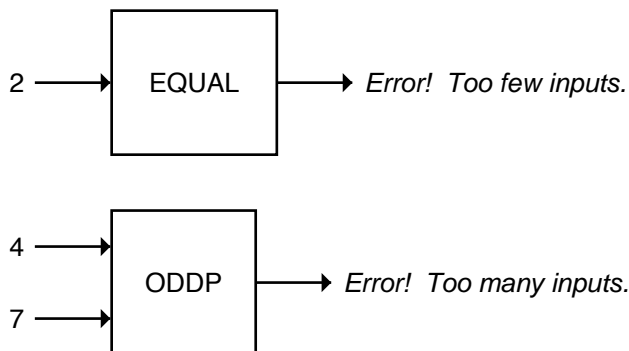 2 EQUAL Error! Too few inputs.
4
ODDP Error! Too many inputs.
7